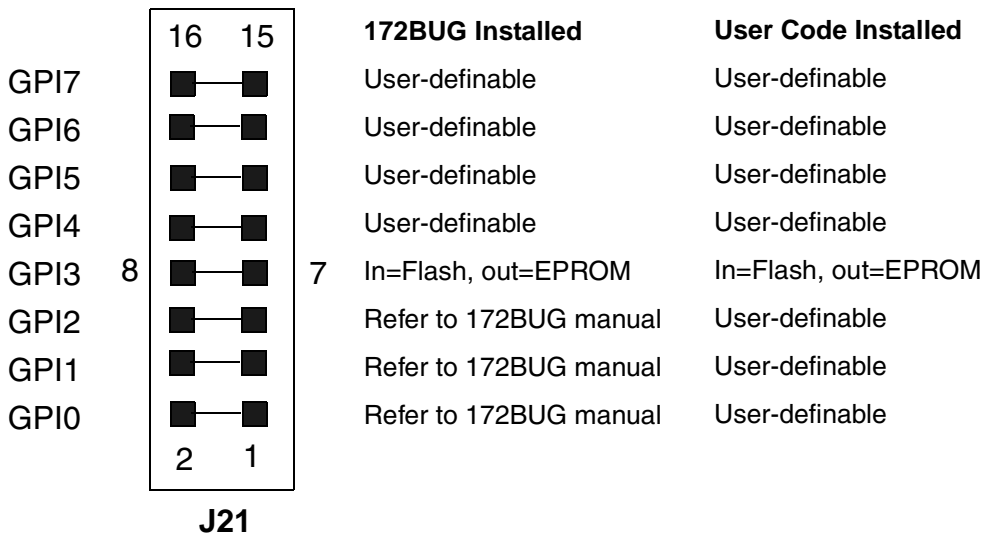 16 15 172BUG Installed User Code Installed
GPI7 User-definable User-definable
GPI6 User-definable User-definable
GPI5 User-definable User-definable
GPI4 User-definable User-definable
GPI3 8 7 In=Flash, out=EPROM In=Flash, out=EPROM
GPI2 Refer to 172BUG manual User-definable
GPI1 Refer to 172BUG manual User-definable
GPI0 Refer to 172BUG manual User-definable
2 1
J21